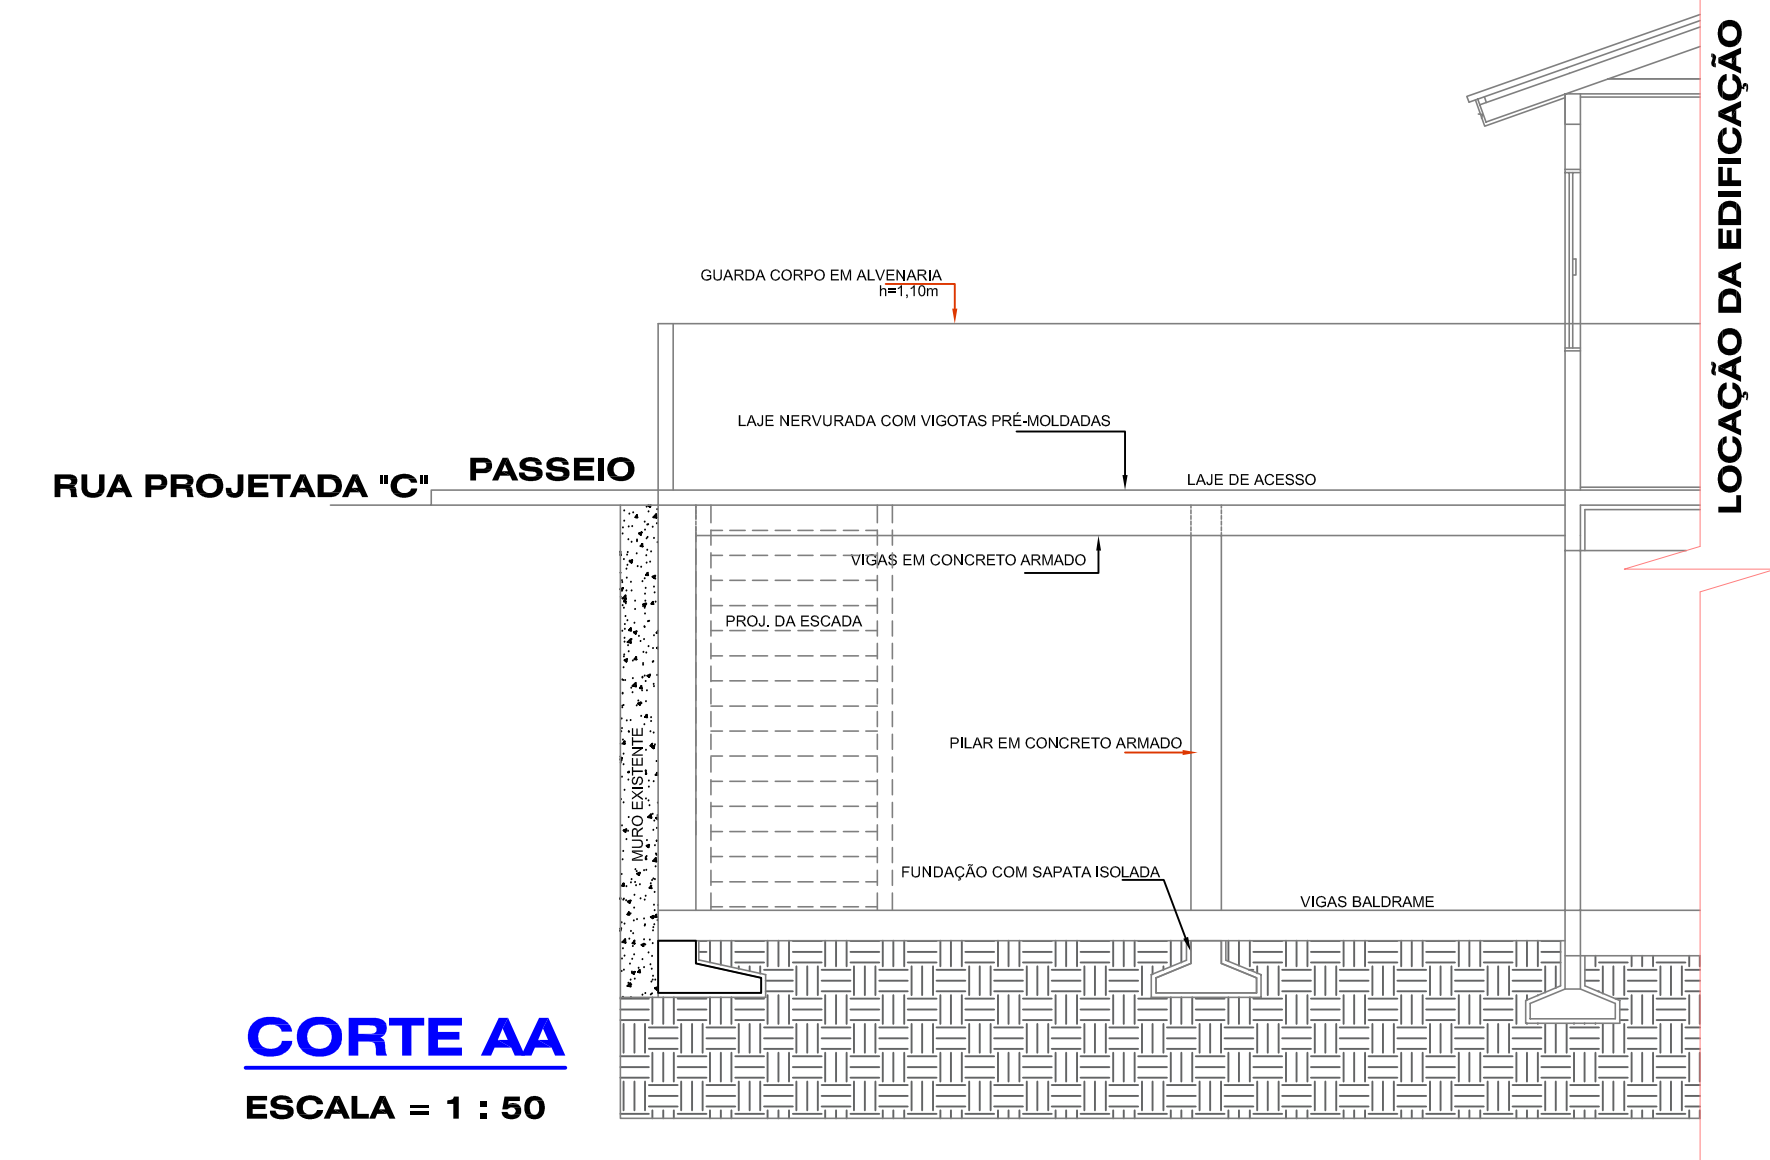 LOCAÇÃO DA EDIFICAÇÃO
GUARDA CORPO EM ALVENARIA
h=1,10m
LAJE NERVURADA COM VIGOTAS PRÉ-MOLDADAS
RUA PROJETADA "C"
PASSEIO
LAJE DE ACESSO
VIGAS EM CONCRETO ARMADO
PROJ. DA ESCADA
MURO EXISTENTE
PILAR EM CONCRETO ARMADO
FUNDAÇÃO COM SAPATA ISOLADA
VIGAS BALDRAME
CORTE AA
ESCALA = 1 : 50